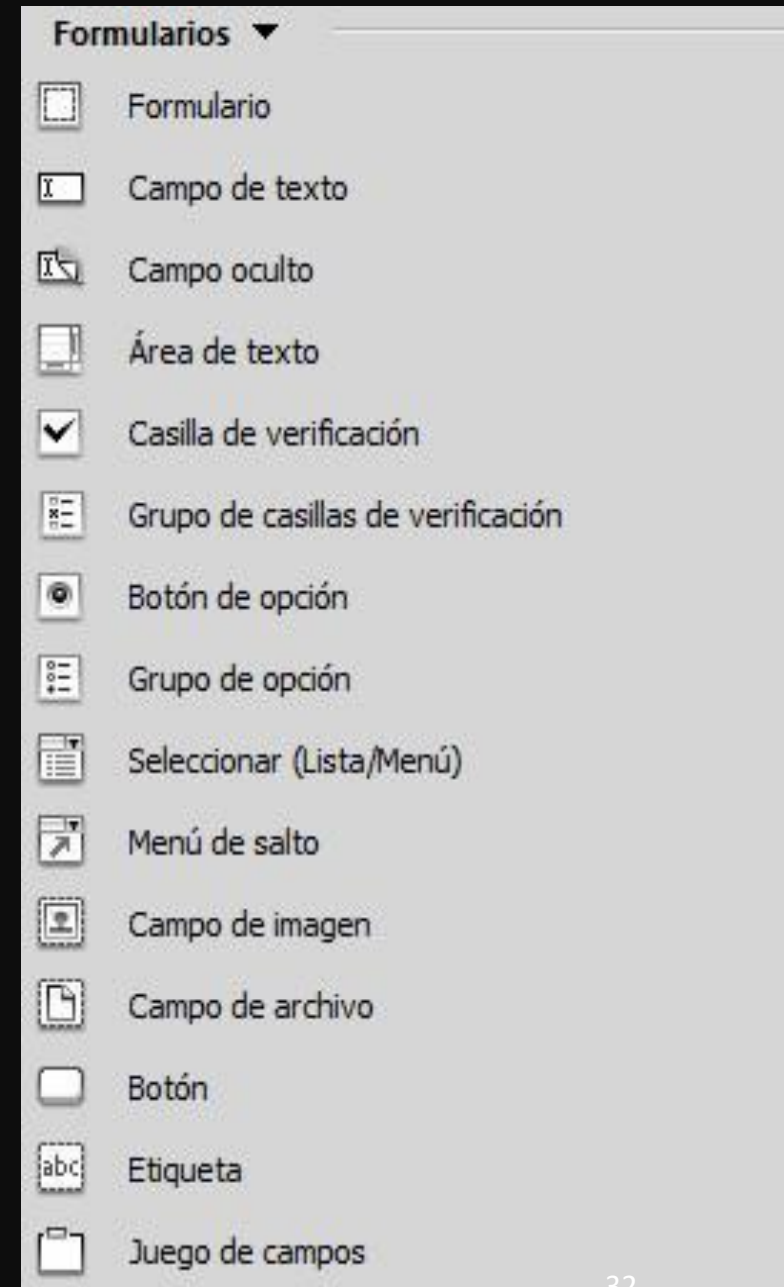 Formularios
Formulario
Campo de texto
Campo oculto
Área de texto
Casilla de verificación
Grupo de casillas de verificación
Botón de opción
Grupo de opción
Seleccionar (Lista/Menú)
Menú de salto
Campo de imagen
Campo de archivo
Botón
abc Etiqueta
Juego de campos
32